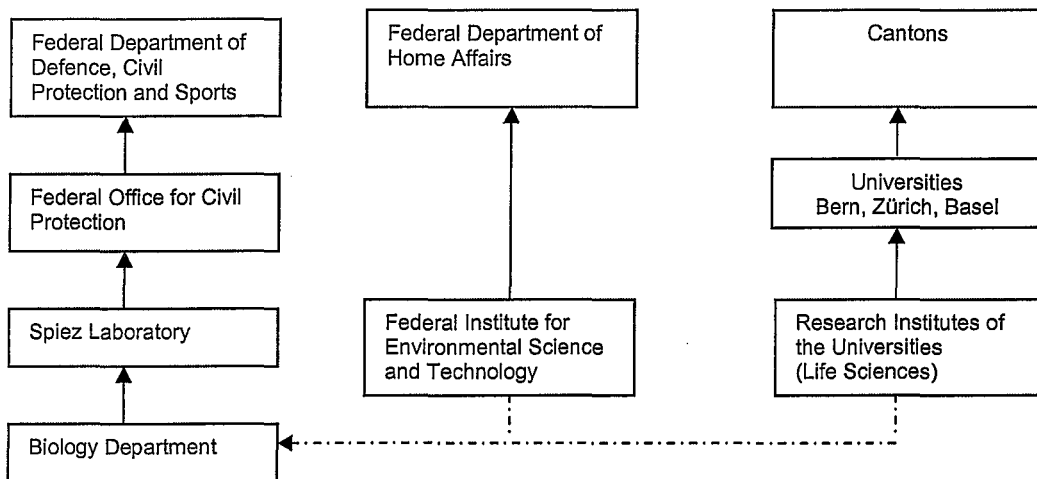 Federal Department of
Defence, Civil
Protection and Sports
Federal Department of
Home Affairs
Cantons
Federal Office for Civil
Protection
Universities
Bern, Zürich, Basel
Spiez Laboratory
Federal Institute for
Environmental Science
and Technology
Research Institutes of
the Universities
(Life Sciences)
Biology Department